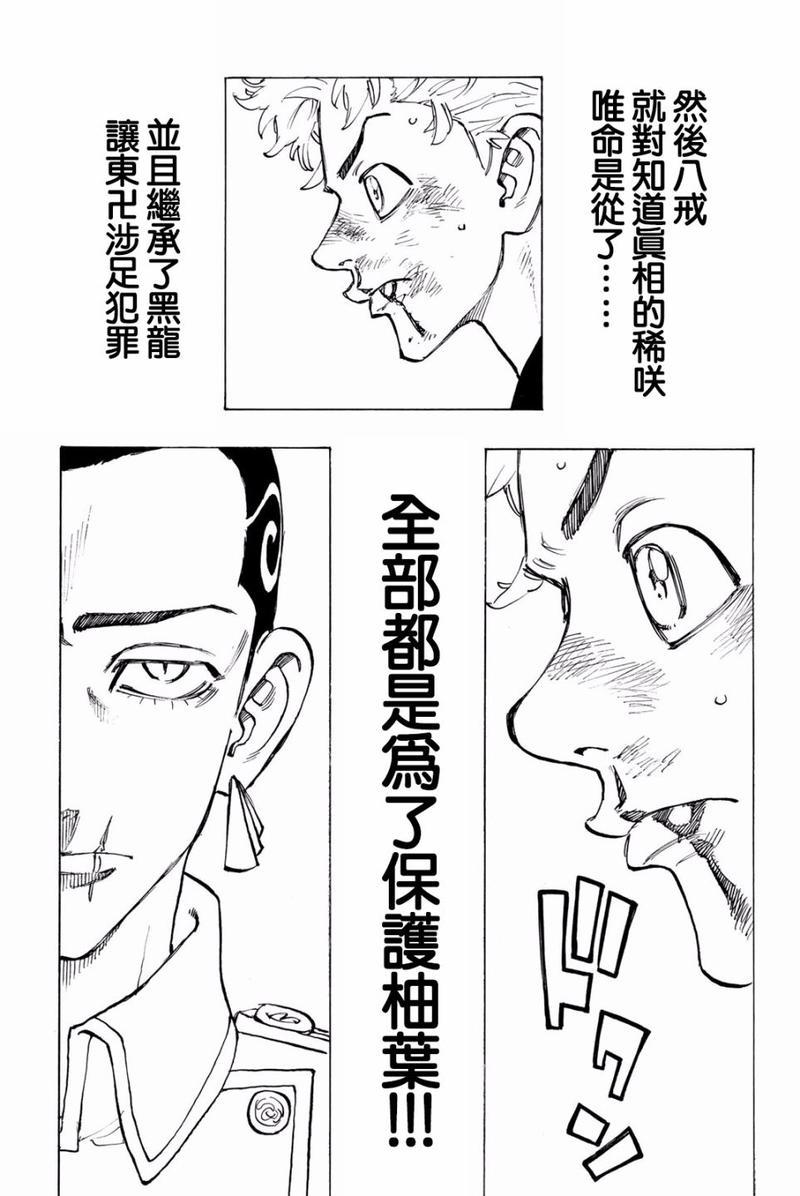 然後八戒
就對知道眞相的稀咲
唯命是從了……
並且繼承了黑龍
讓東卍涉足犯罪
全部都是爲了保護柚葉!!!
ドクン